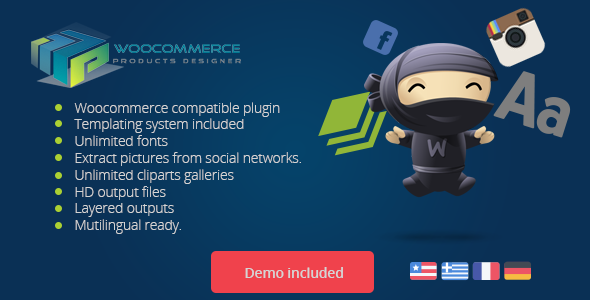 WOOCOMMERCE
PRODUCTS DESIGNER
Woocommerce compatible plugin
Templating system included
Unlimited fonts
Extract pictures from social networks.
Unlimited cliparts galleries
HD output files
Layered outputs
Mutilingual ready.
Demo included
f
Aa
W